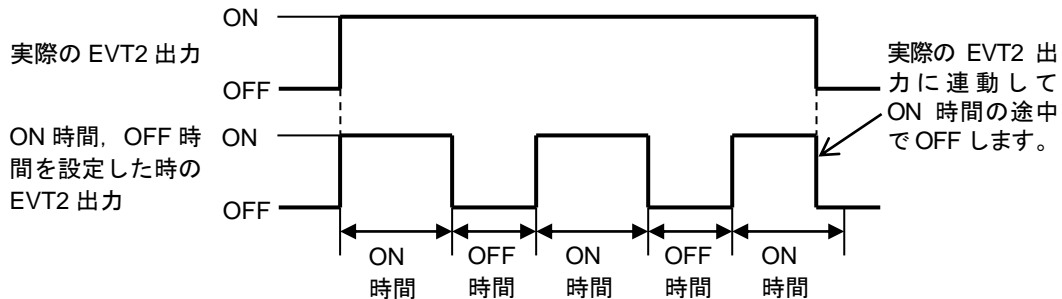 ON
実際の EVT2 出力
OFF
実際の EVT2 出
力に連動して
ON 時間の途中
で OFF します。
ON 時間，OFF 時
間を設定した時の
EVT2 出力
ON
OFF
ON
時間
OFF
時間
ON
時間
OFF
時間
ON
時間